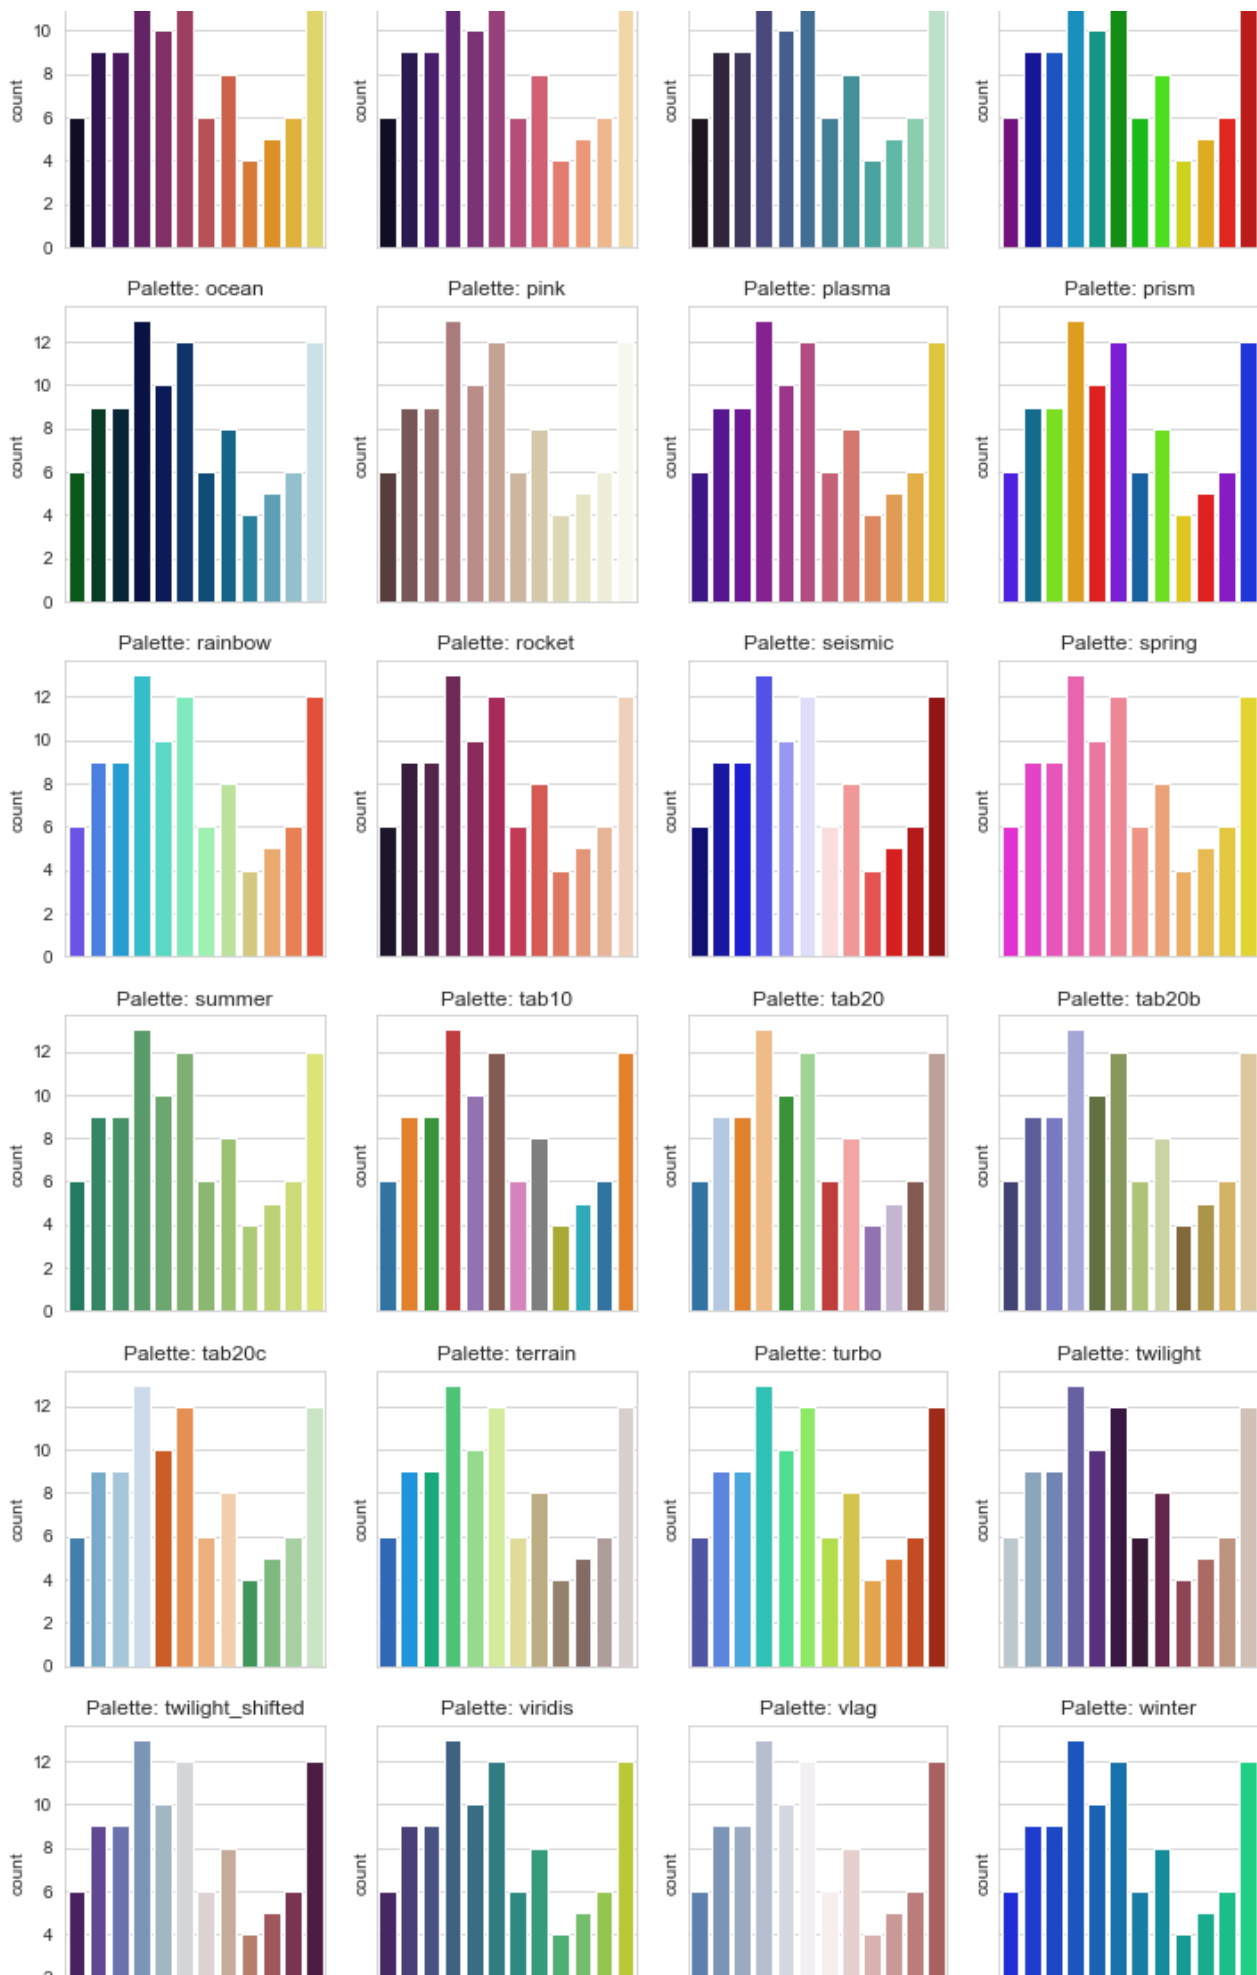 10
8
6
4
2
0
count
count
count
count
Palette: ocean
Palette: pink
Palette: plasma
Palette: prism
12
10
8
6
4
2
0
count
count
count
count
Palette: rainbow
Palette: rocket
Palette: seismic
Palette: spring
12
10
8
6
4
2
0
count
count
count
count
Palette: summer
Palette: tab10
Palette: tab20
Palette: tab20b
12
10
8
6
4
2
0
count
count
count
count
Palette: tab20c
Palette: terrain
Palette: turbo
Palette: twilight
12
10
8
6
4
2
0
count
count
count
count
Palette: twilight_shifted
Palette: viridis
Palette: vlag
Palette: winter
12
10
8
6
4
count
count
count
count